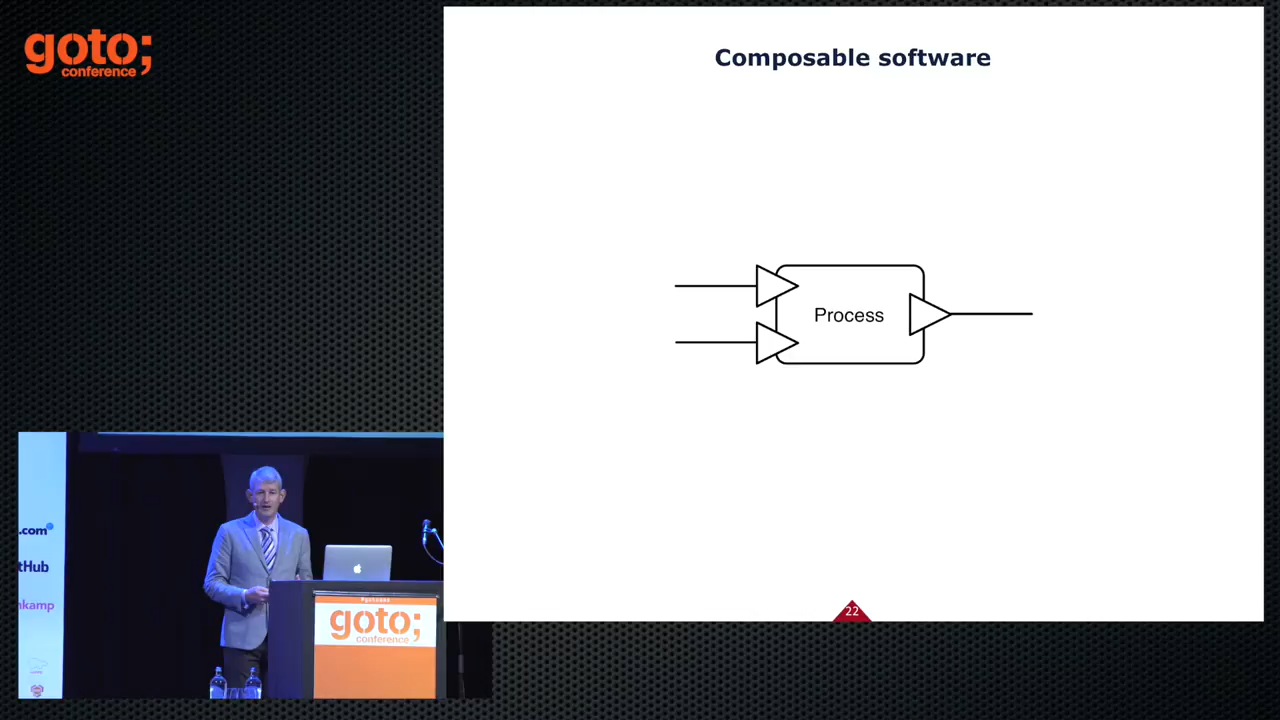 goto;
conference
Composable software
Process
22
.com
tHub
nkamp
goto;
conference